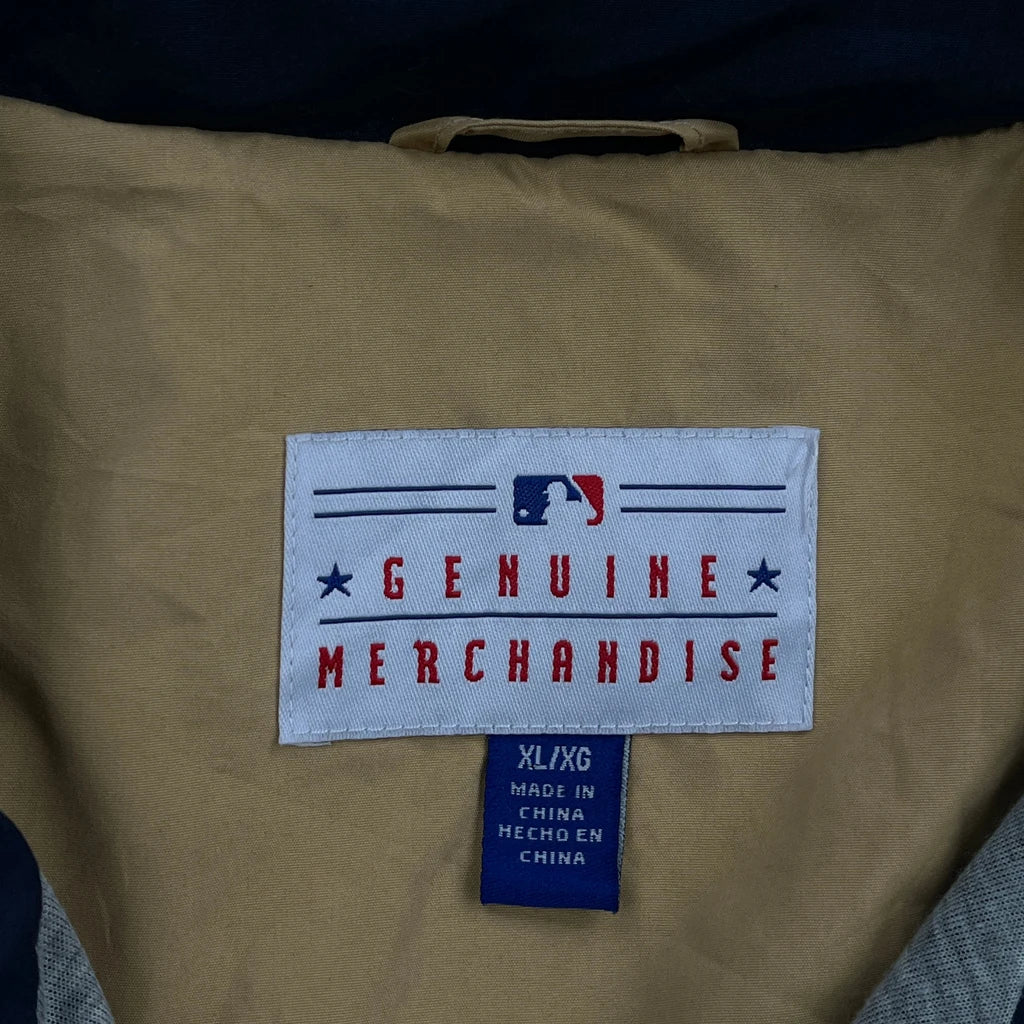 GENUINE
MERCHANDISE
XL/XG
MADE IN
CHINA
HECHO EN
CHINA